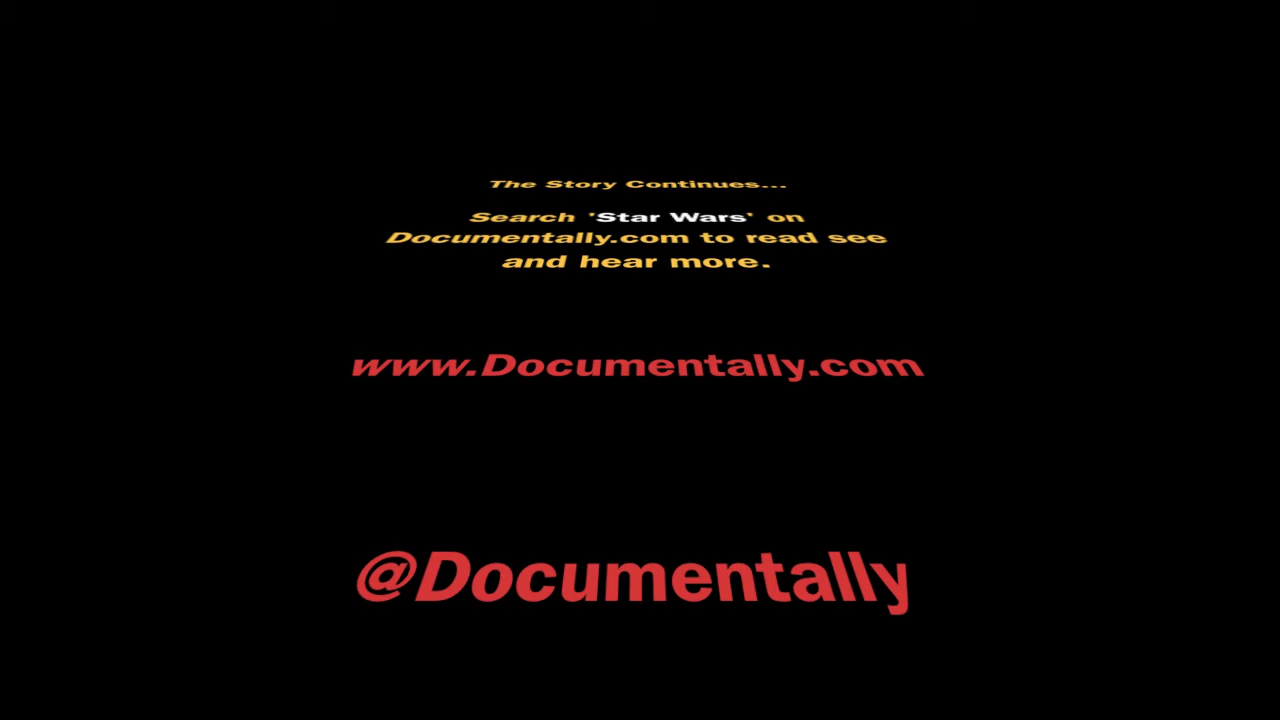 The Story Continues...
Search 'Star Wars' on
Documentally.com to read see
and hear more.
www.Documentally.com
@Documentally